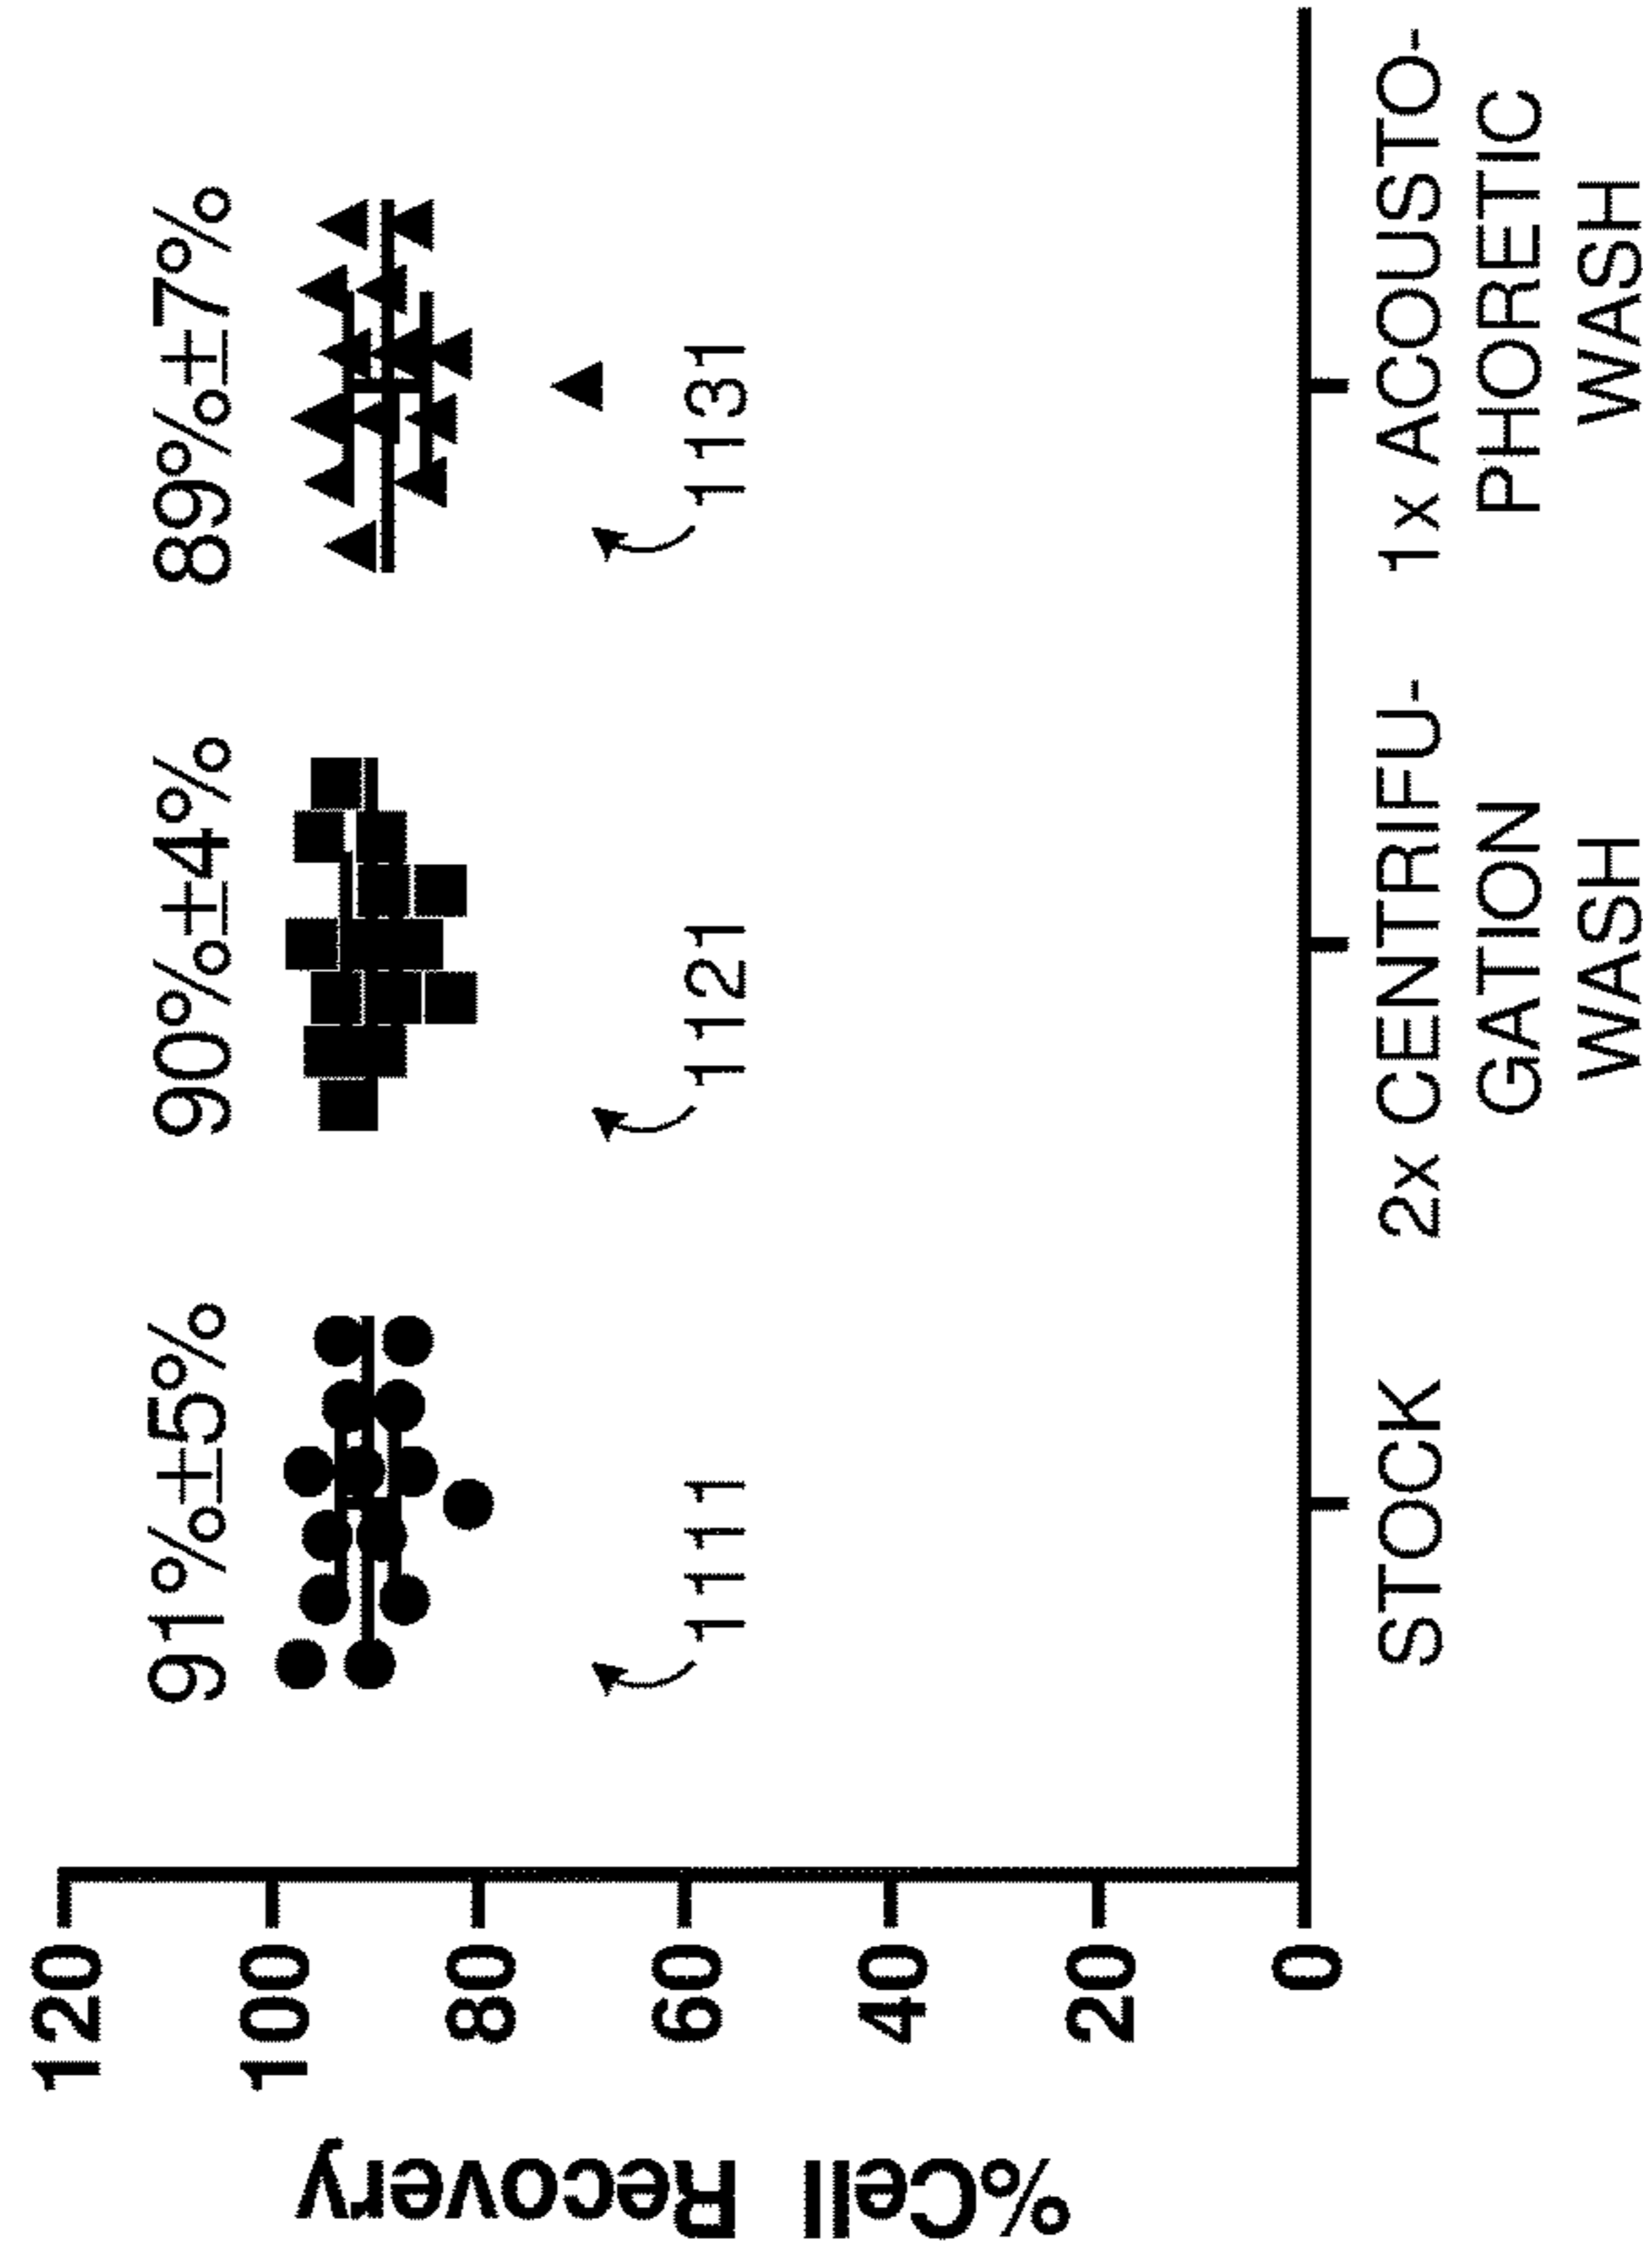 %Cell Recovery
120
100
80
60
40
20
0
91%±5%
90%±4%
89%±7%
1111
1121
1131
STOCK
2x CENTRIFU-
GATION
WASH
1x ACOUSTO-
PHORETIC
WASH